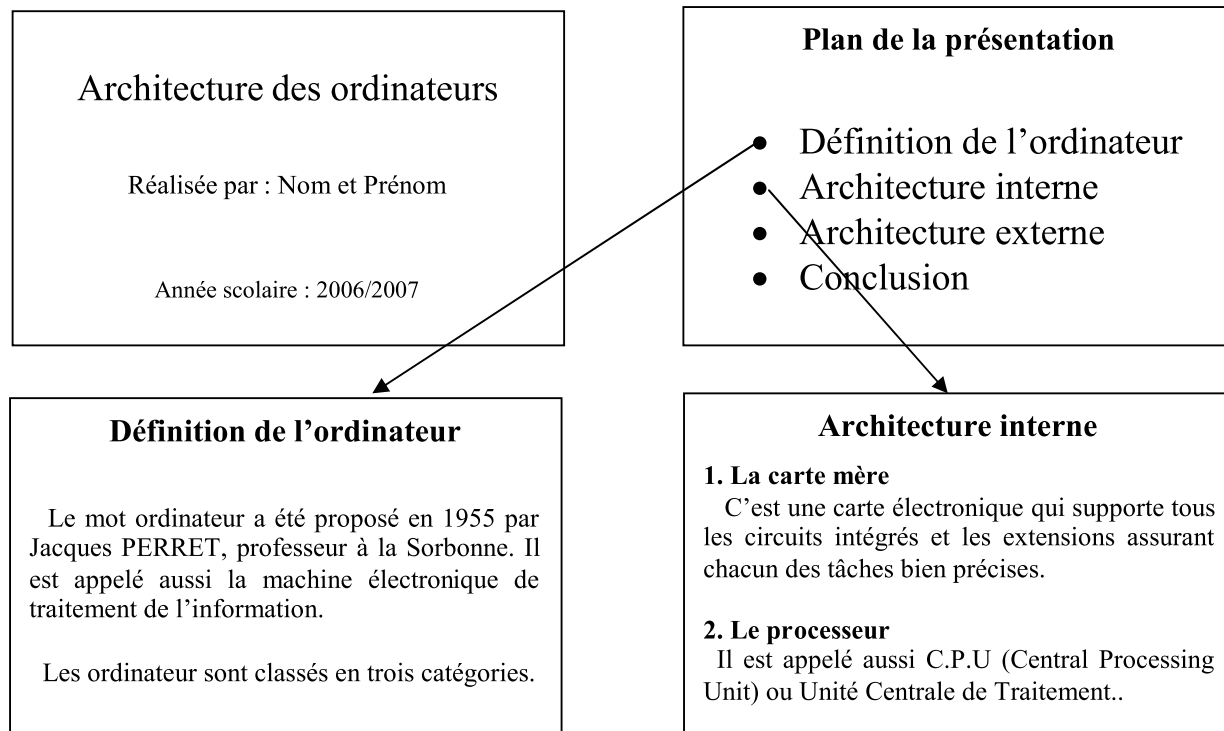 Architecture des ordinateurs
Réalisée par : Nom et Prénom
Année scolaire : 2006/2007
Plan de la présentation
• Définition de l’ordinateur
• Architecture interne
• Architecture externe
• Conclusion
Définition de l’ordinateur
Le mot ordinateur a été proposé en 1955 par
Jacques PERRET, professeur à la Sorbonne. Il
est appelé aussi la machine électronique de
traitement de l’information.
Les ordinateur sont classés en trois catégories.
Architecture interne
1. La carte mère
C’est une carte électronique qui supporte tous
les circuits intégrés et les extensions assurant
chacun des tâches bien précises.
2. Le processeur
Il est appelé aussi C.P.U (Central Processing
Unit) ou Unité Centrale de Traitement..